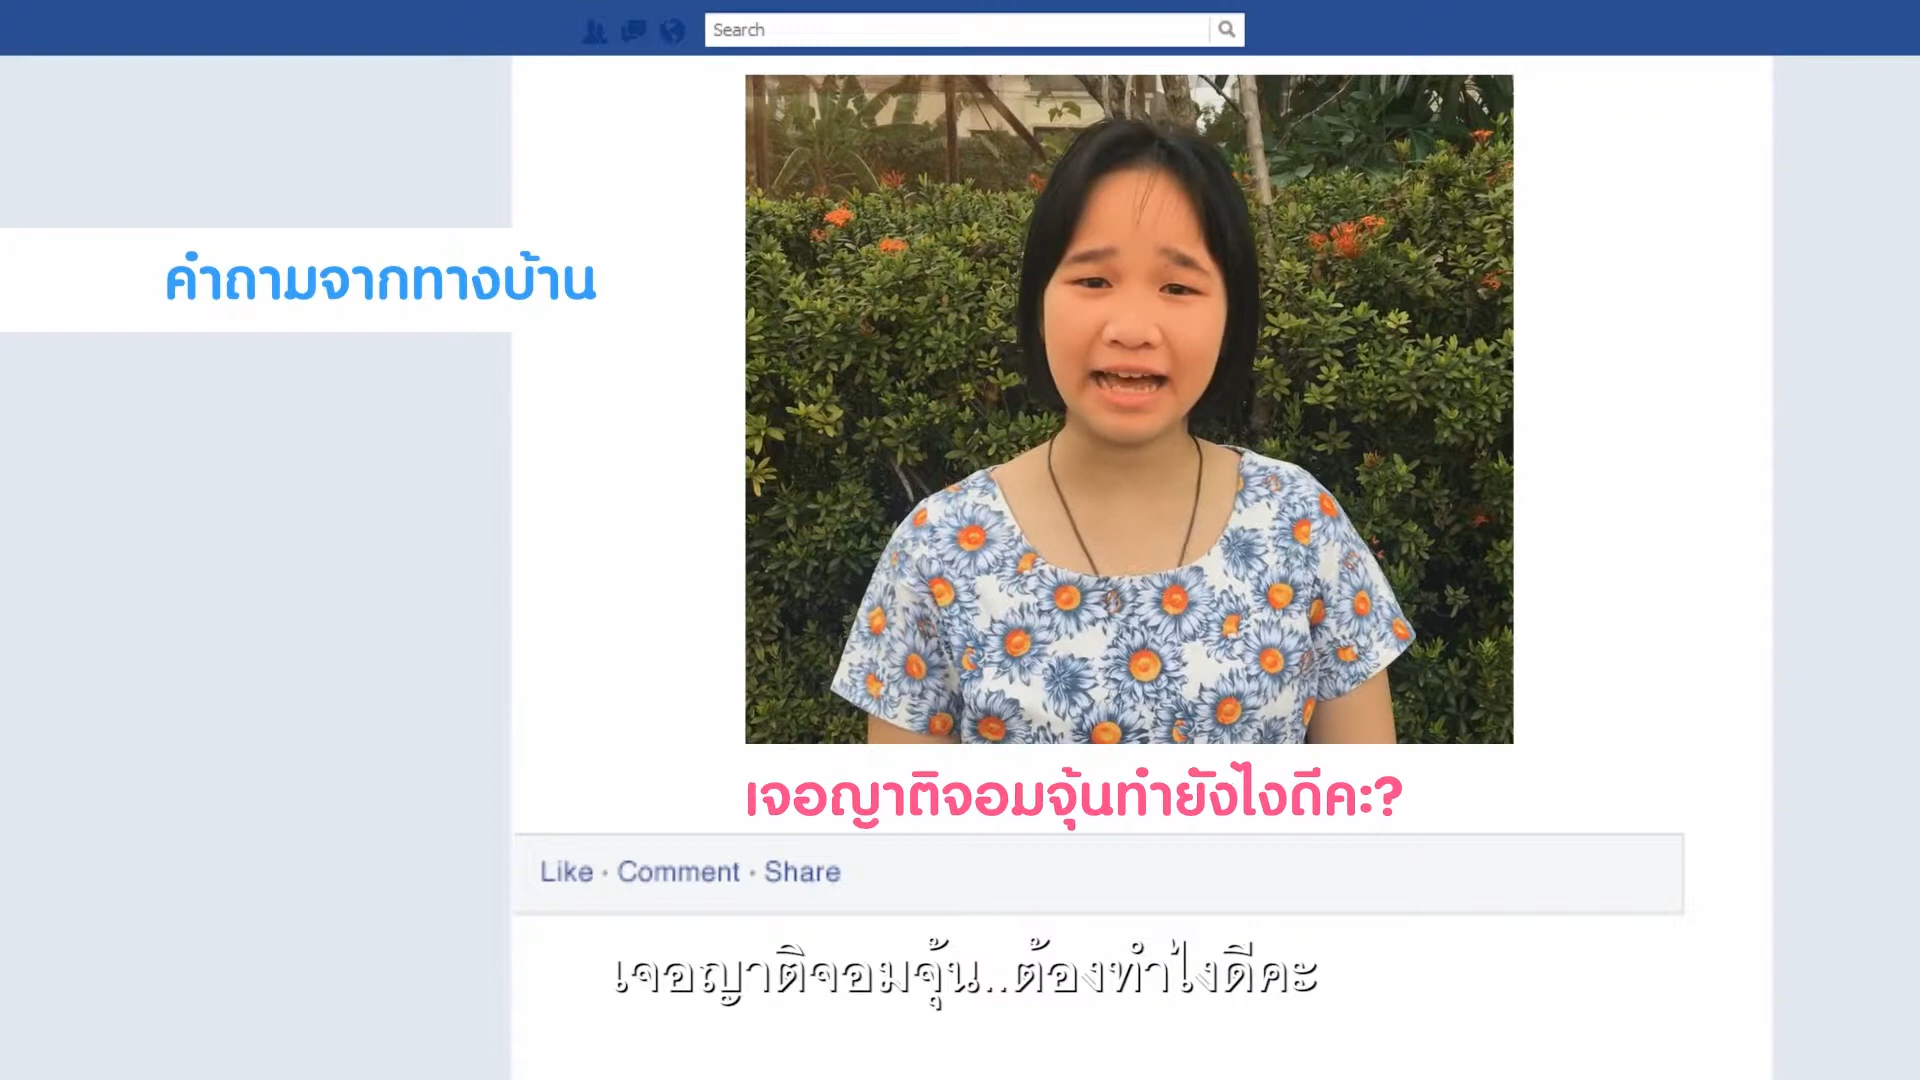 Search
คำถามจากทางบ้าน
เจอญาติจอมจุ้นทำยังไงดีคะ?
Like · Comment · Share
เจอญาติจอมจุ้น..ต้องทำไงดีคะ